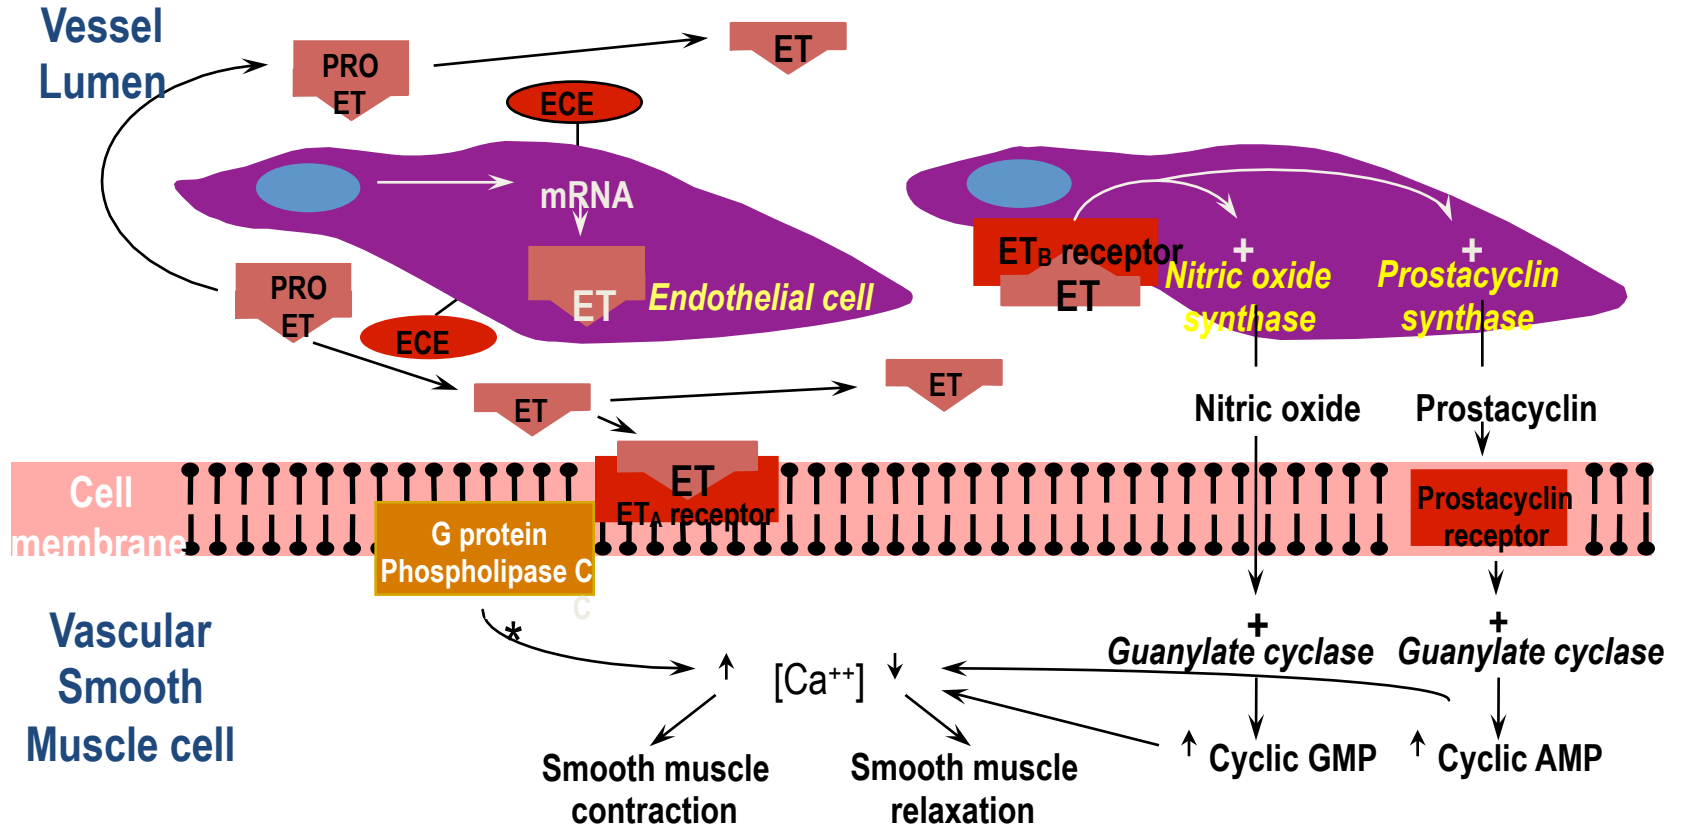 Vessel
Lumen
PRO
ET
ET
ECE
mRNA
ET
Endothelial cell
PRO
ET
ECE
ET
ET
ET
ETA receptor
ETB receptor
ET
+
Nitric oxide
synthase
+
Prostacyclin
synthase
Nitric oxide
Prostacyclin
Cell
membrane
G protein
Phospholipase C
C
Prostacyclin
receptor
Vascular
Smooth
Muscle cell
*
[Ca++]
+
Guanylate cyclase
+
Guanylate cyclase
Cyclic GMP
Cyclic AMP
Smooth muscle
contraction
Smooth muscle
relaxation